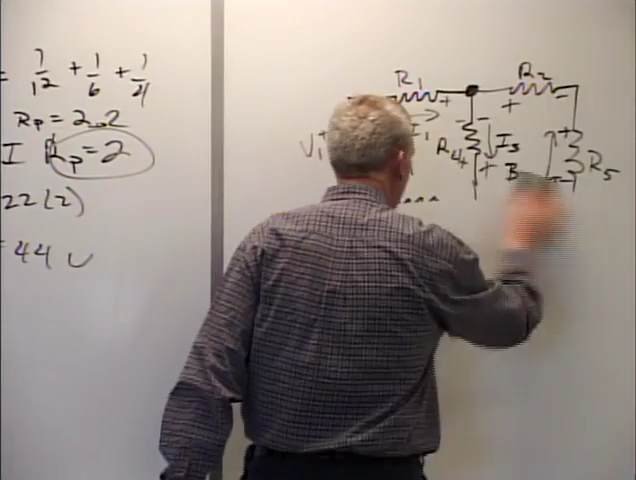 = 1/12 + 1/6 + 1/4
Rp = 2.2
I Rp = 2
22(2)
= 44 V
R1 + R2
+ -
V1 + I1 - I3 +
R4 + B - R5